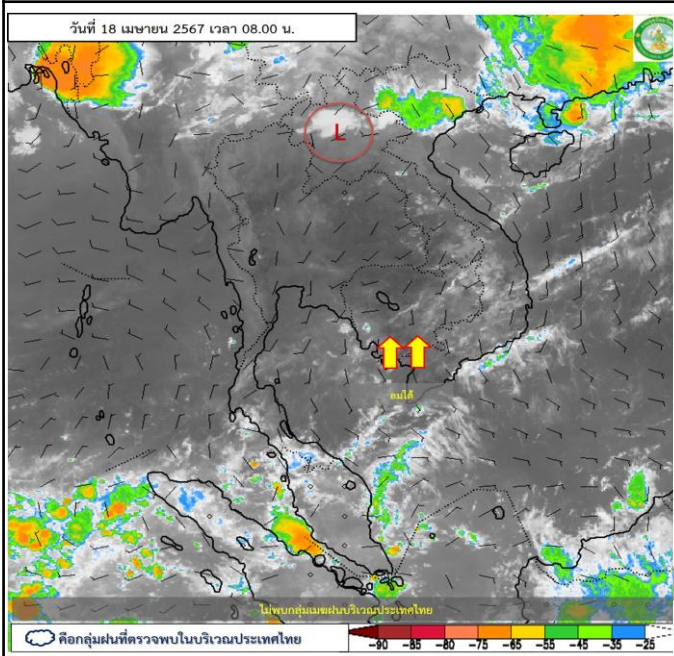 วันที่ 18 เมษายน 2567 เวลา 08.00 น.
L
ลมใต้
ไม่พบกลุ่มเมฆฝนบริเวณประเทศไทย
คือกลุ่มฝนที่ตรวจพบในบริเวณประเทศไทย
-90 -85 -80 -75 -65 -55 -45 -35 -25